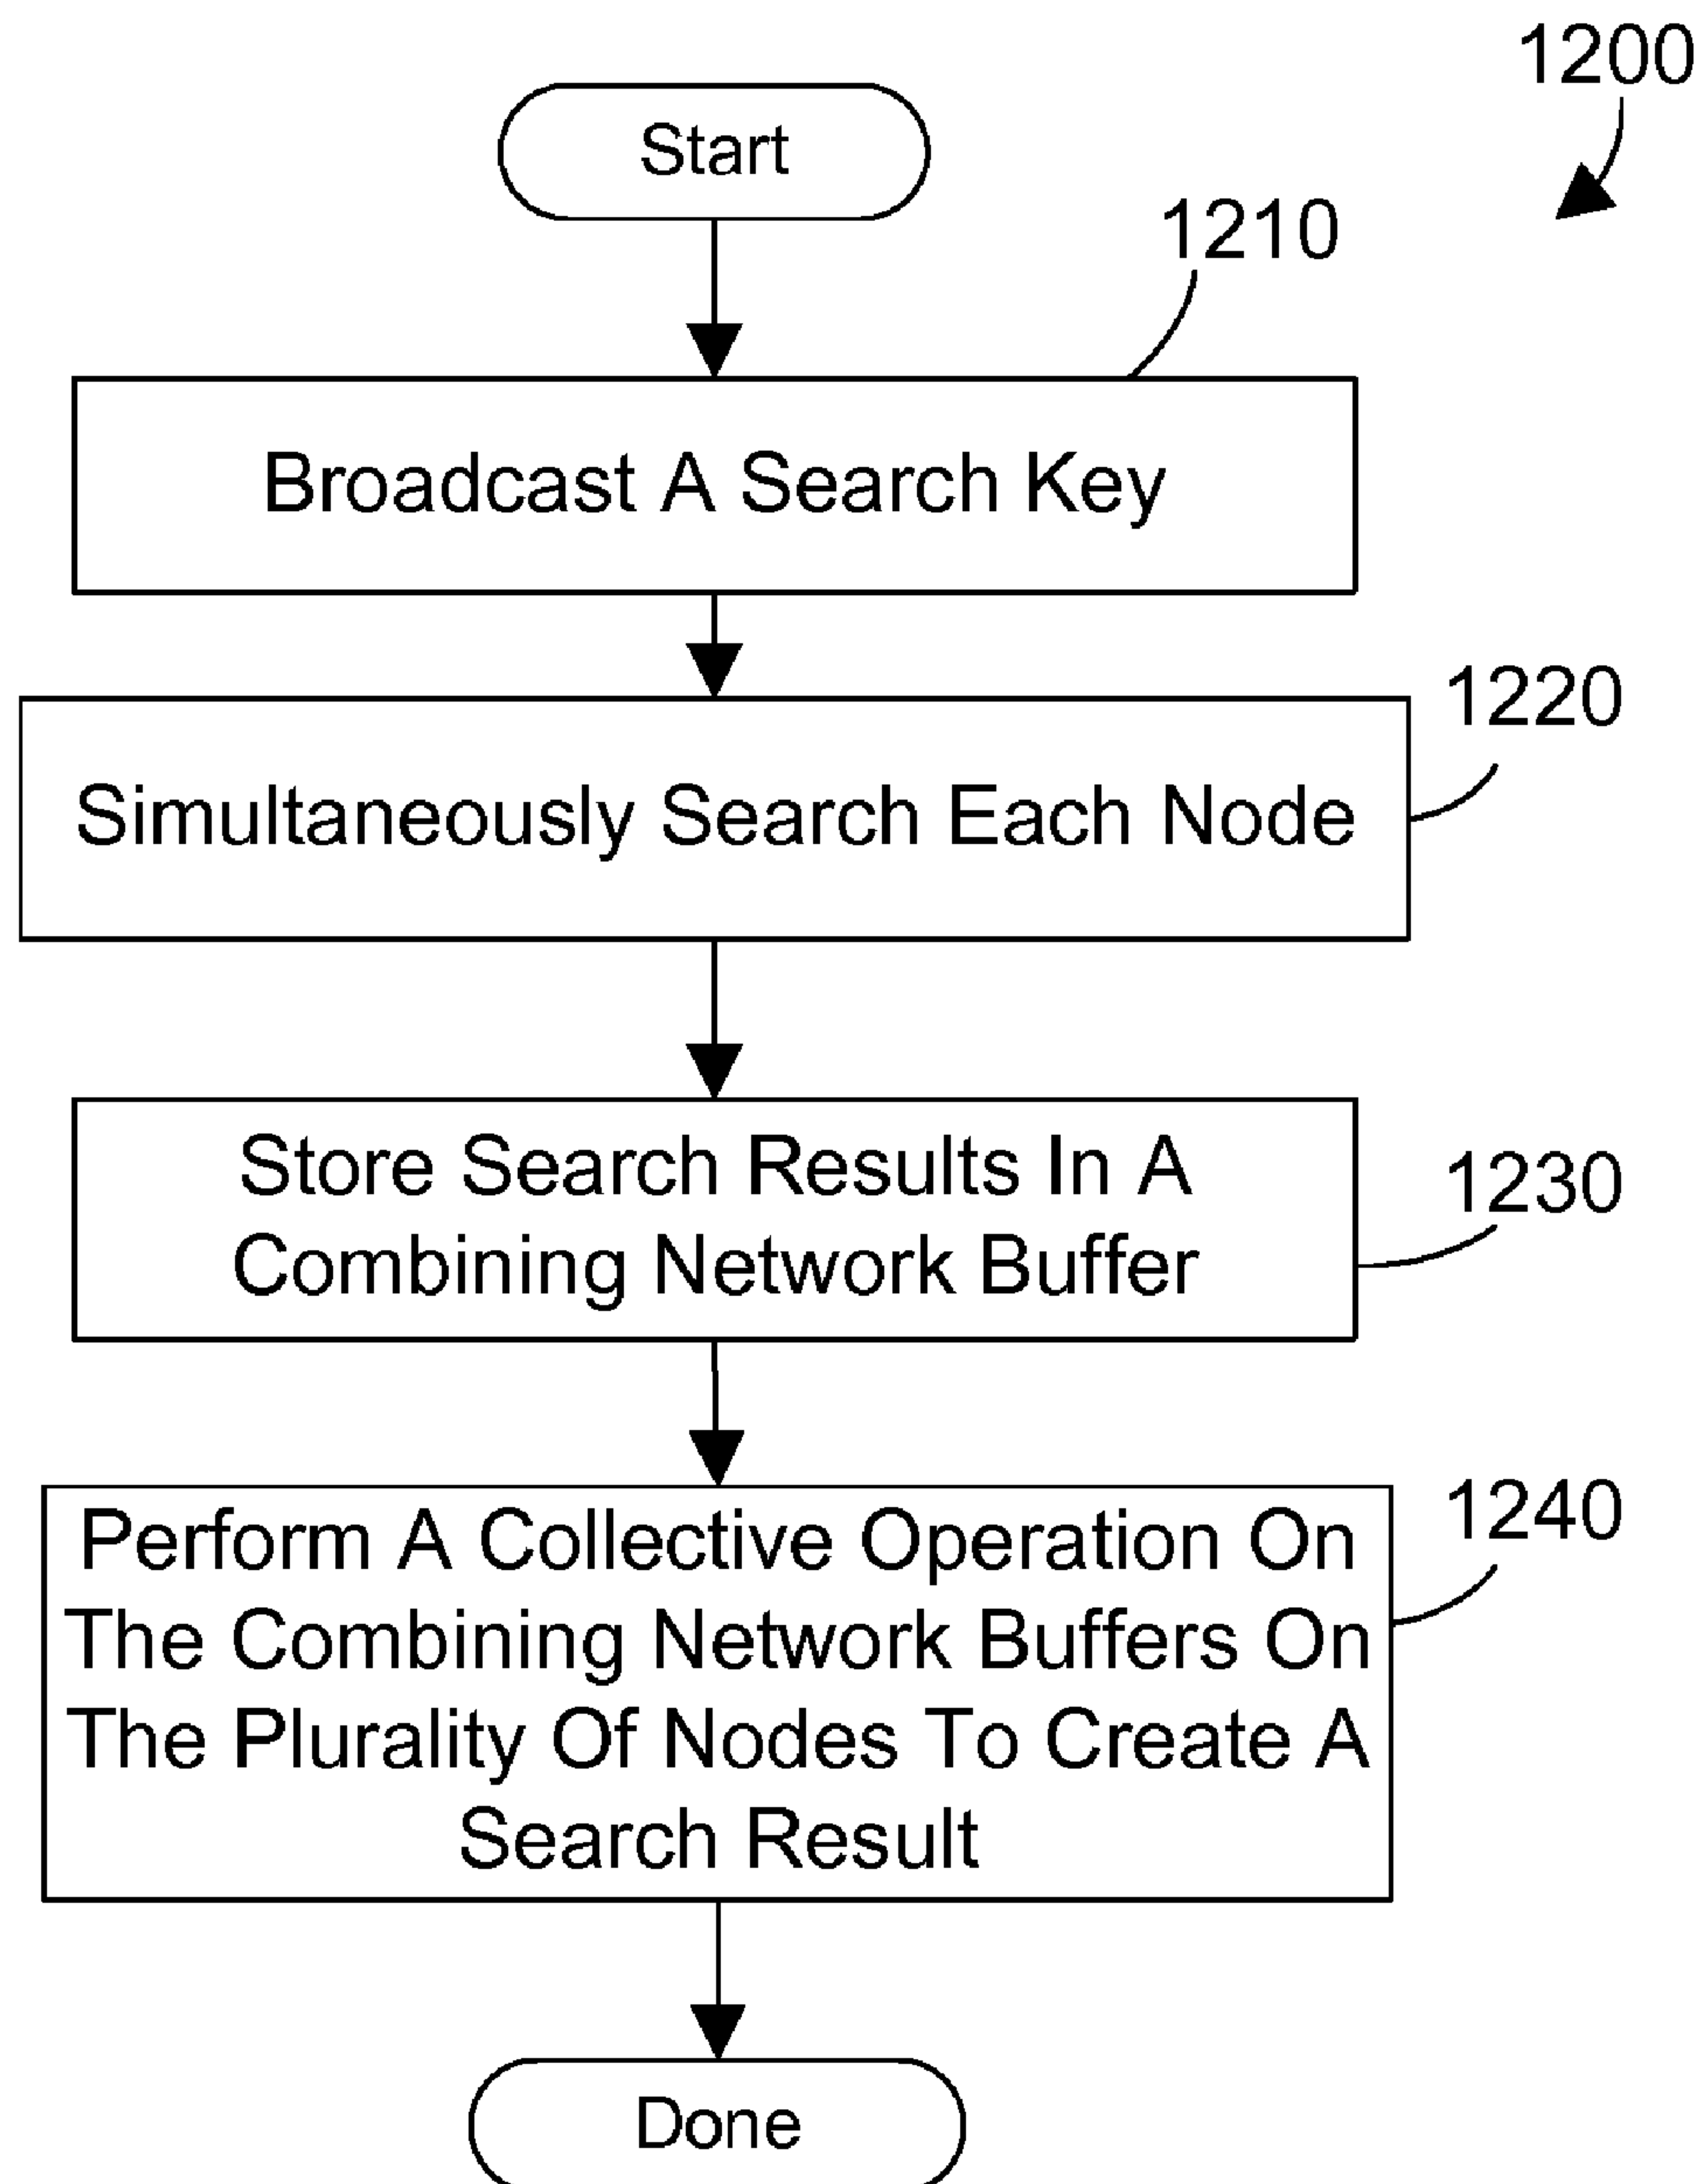 1200
Start
1210
Broadcast A Search Key
1220
Simultaneously Search Each Node
Store Search Results In A
Combining Network Buffer
1230
Perform A Collective Operation On
The Combining Network Buffers On
The Plurality Of Nodes To Create A
Search Result
1240
Done